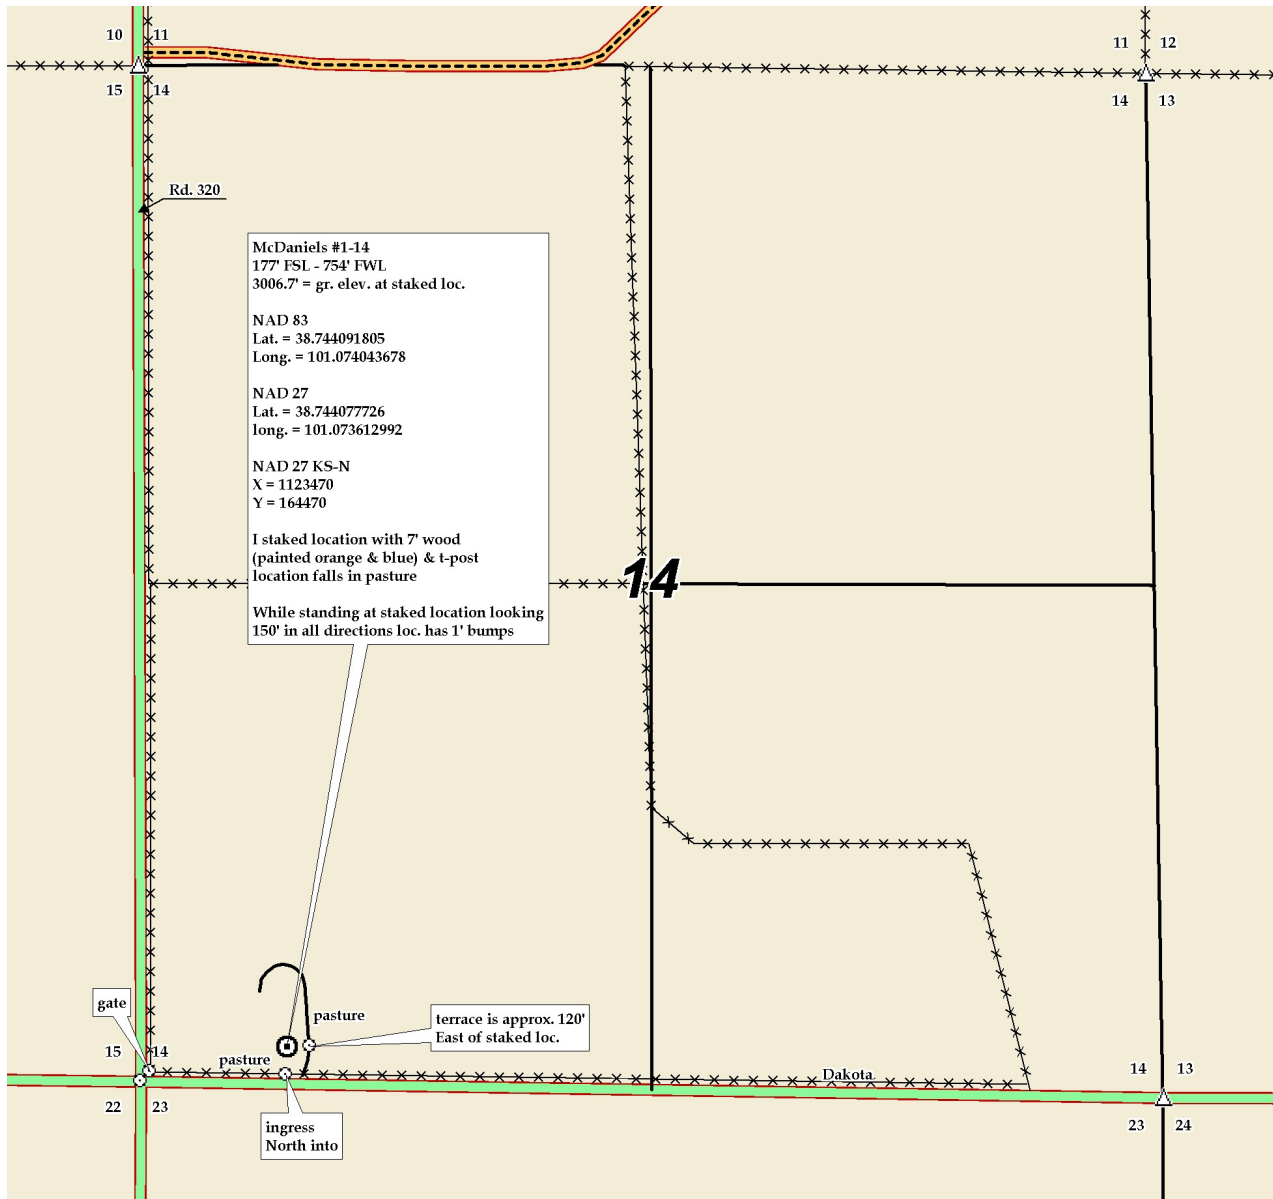 10 11
11 12
15 14
14 13
Rd. 320
McDaniels #1-14
177' FSL - 754' FWL
3006.7' = gr. elev. at staked loc.
NAD 83
Lat. = 38.744091805
Long. = 101.074043678
NAD 27
Lat. = 38.744077726
long. = 101.073612992
NAD 27 KS-N
X = 1123470
Y = 164470
I staked location with 7' wood
(painted orange & blue) & t-post
location falls in pasture
While standing at staked location looking
150' in all directions loc. has 1' bumps
14
gate
pasture
terrace is approx. 120'
East of staked loc.
15 14
pasture
14 13
Dakota
22 23
ingress
North into
23 24